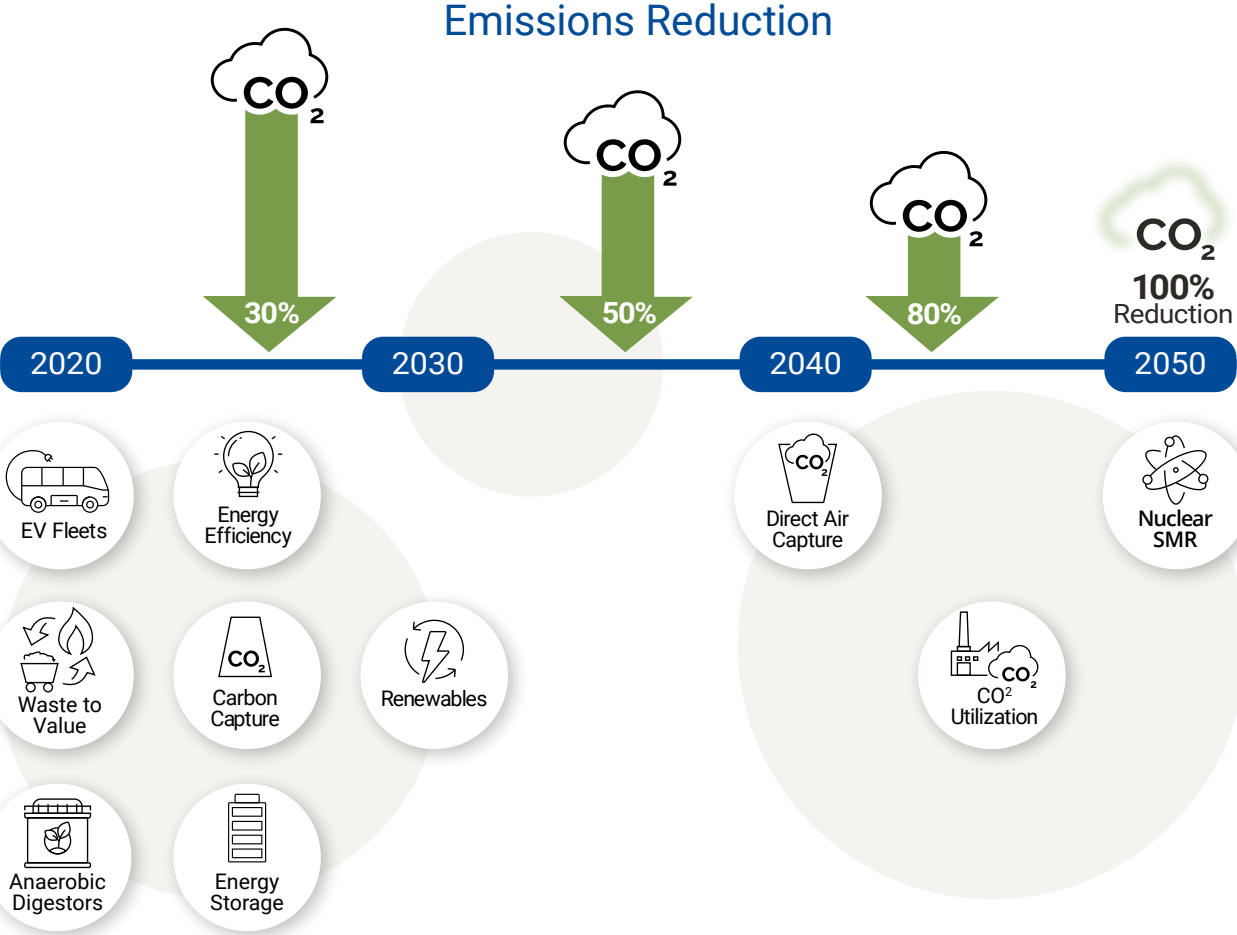 Emissions Reduction
CO₂
CO₂
CO₂
CO₂
30%
50%
80%
100%
Reduction
2020
2030
2040
2050
EV Fleets
Energy
Efficiency
CO₂
Direct Air
Capture
Nuclear
SMR
Waste to
Value
CO₂
Carbon
Capture
Renewables
CO₂
CO²
Utilization
Anaerobic
Digestors
Energy
Storage